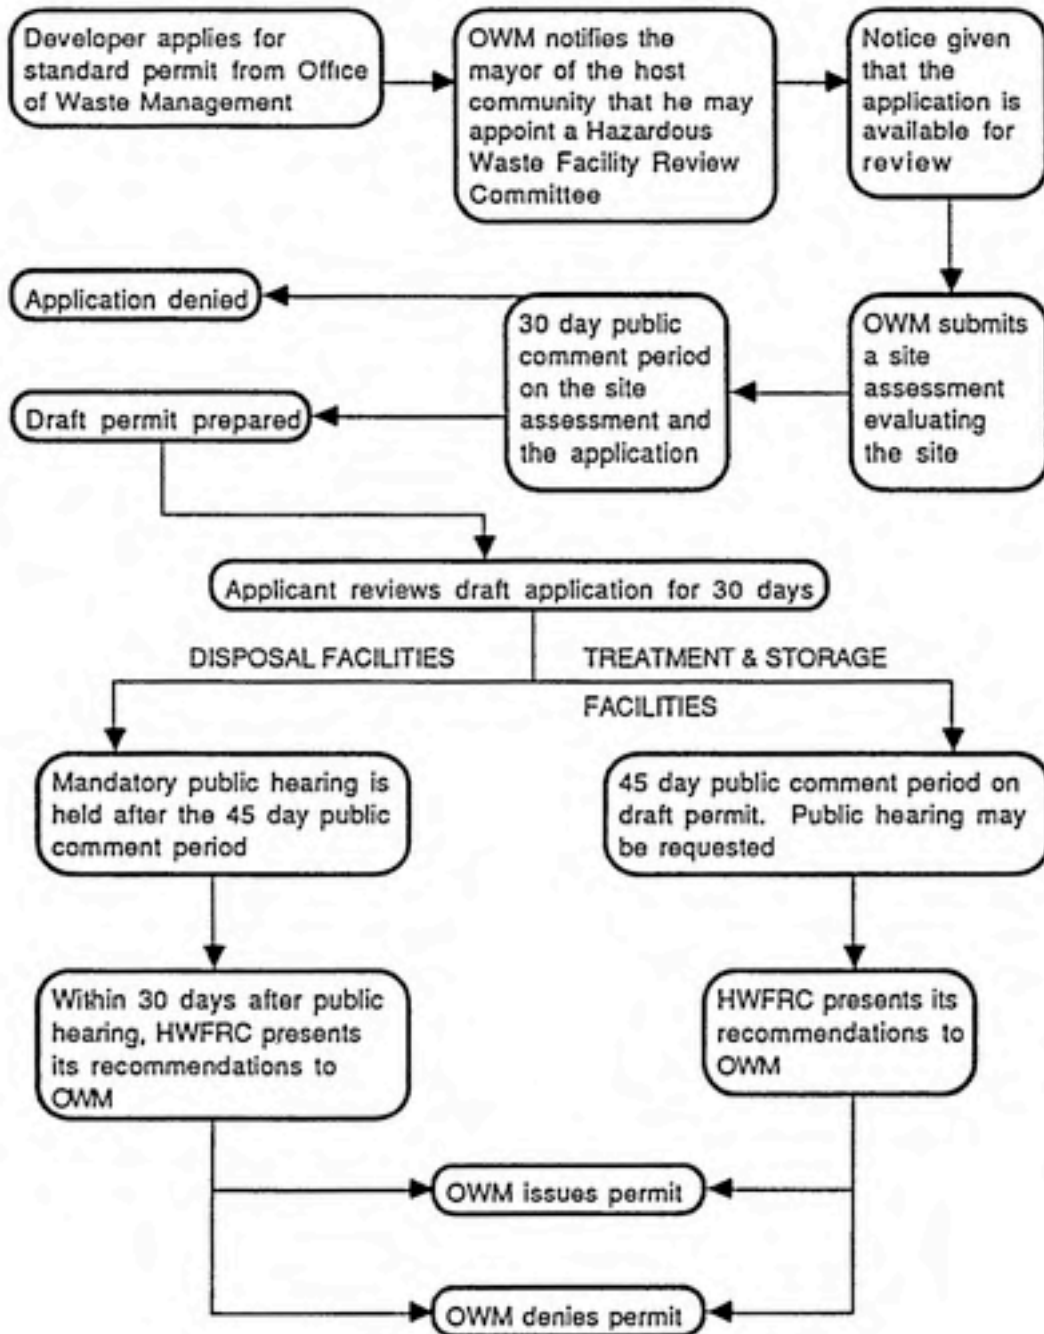 Developer applies for
standard permit from Office
of Waste Management
OWM notifies the
mayor of the host
community that he may
appoint a Hazardous
Waste Facility Review
Committee
Notice given
that the
application is
available for
review
Application denied
30 day public
comment period
on the site
assessment and
the application
OWM submits
a site
assessment
evaluating
the site
Draft permit prepared
Applicant reviews draft application for 30 days
DISPOSAL FACILITIES
TREATMENT & STORAGE
FACILITIES
Mandatory public hearing is
held after the 45 day public
comment period
45 day public comment period on
draft permit. Public hearing may
be requested
Within 30 days after public
hearing, HWFRC presents
its recommendations to
OWM
HWFRC presents its
recommendations to
OWM
OWM issues permit
OWM denies permit